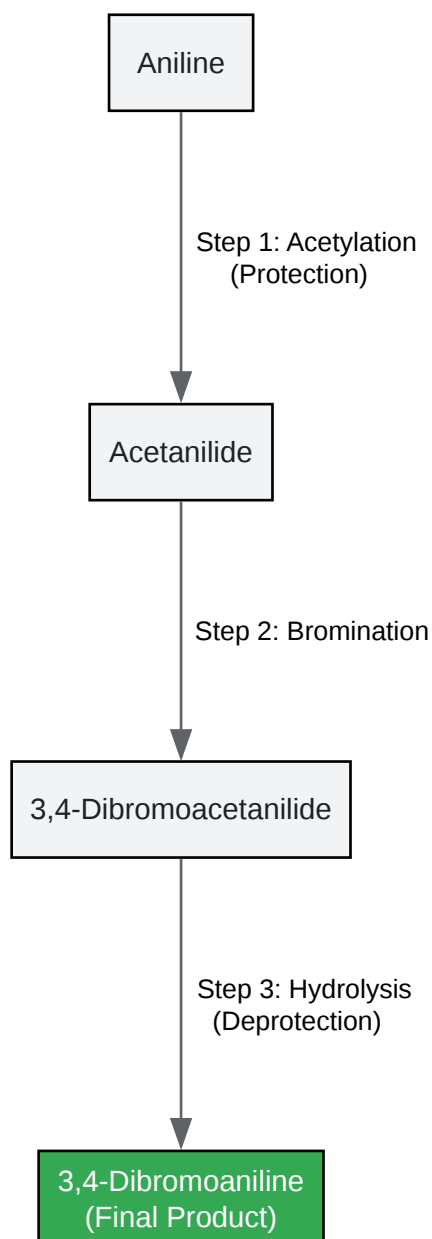 Aniline
Step 1: Acetylation
(Protection)
Acetanilide
Step 2: Bromination
3,4-Dibromoacetanilide
Step 3: Hydrolysis
(Deprotection)
3,4-Dibromoaniline
(Final Product)